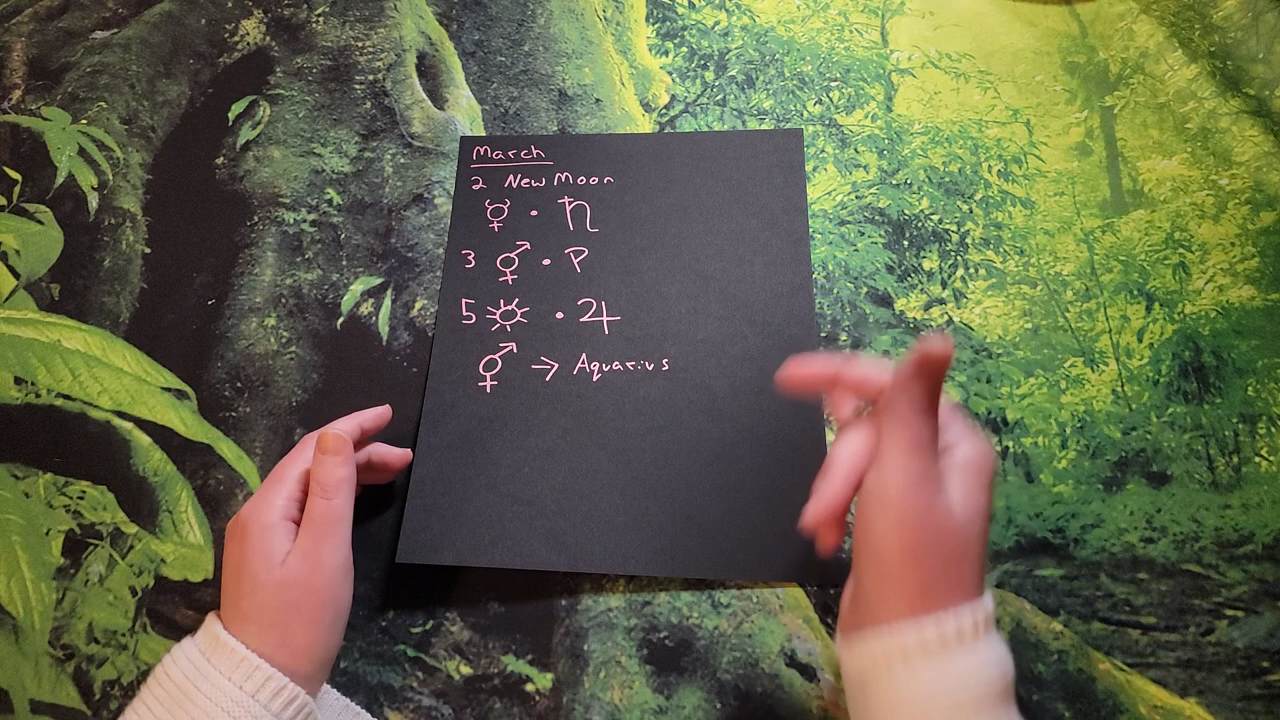 March
2 New Moon
☿ • ♄
3 ⚥ • P
5 ☼ • ♃
⚥ → Aquarius